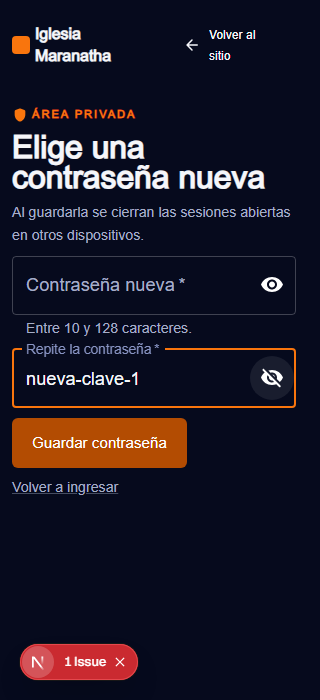 Iglesia
Maranatha
Volver al
sitio
ÁREA PRIVADA
Elige una
contraseña nueva
Al guardarla se cierran las sesiones abiertas
en otros dispositivos.
Contraseña nueva *
Entre 10 y 128 caracteres.
Repite la contraseña *
nueva-clave-1
Guardar contraseña
Volver a ingresar
N 1 Issue